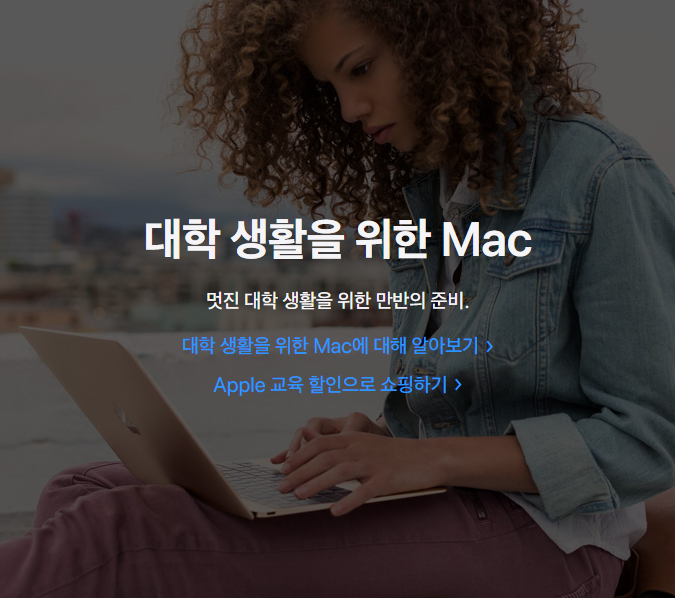 대학 생활을 위한 Mac
멋진 대학 생활을 위한 만반의 준비.
대학 생활을 위한 Mac에 대해 알아보기 >
Apple 교육 할인으로 쇼핑하기 >